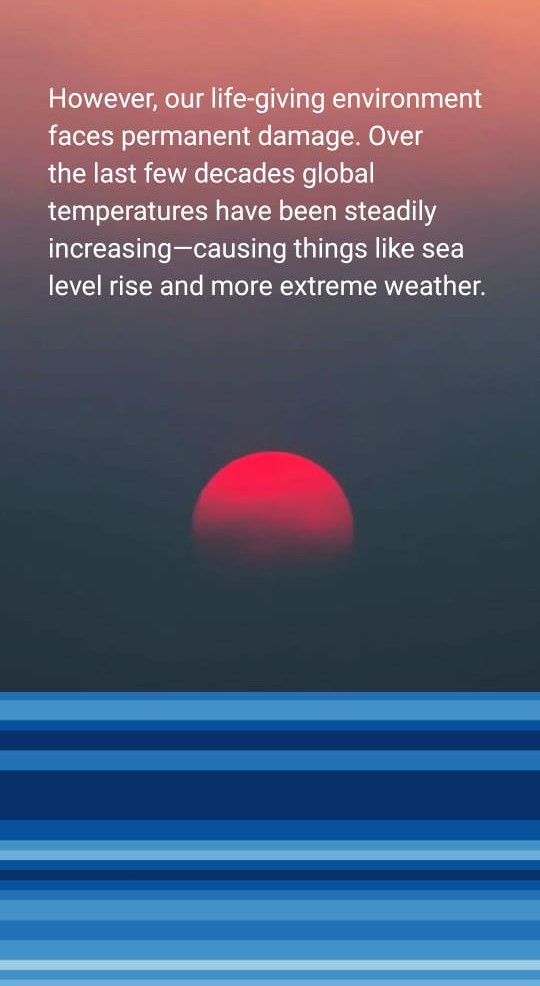 However, our life-giving environment
faces permanent damage. Over
the last few decades global
temperatures have been steadily
increasing—causing things like sea
level rise and more extreme weather.